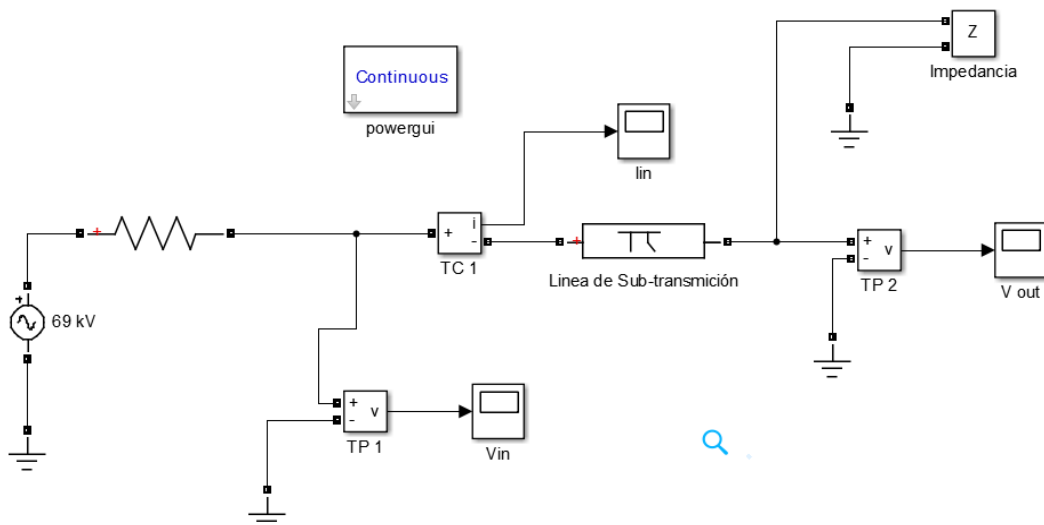 Z
Impedancia
Continuous
powergui
Iin
+
+
i
-
TC 1
+
Linea de Sub-transmición
+
-
v
TP 2
V out
+
69 kV
+
-
v
TP 1
Vin